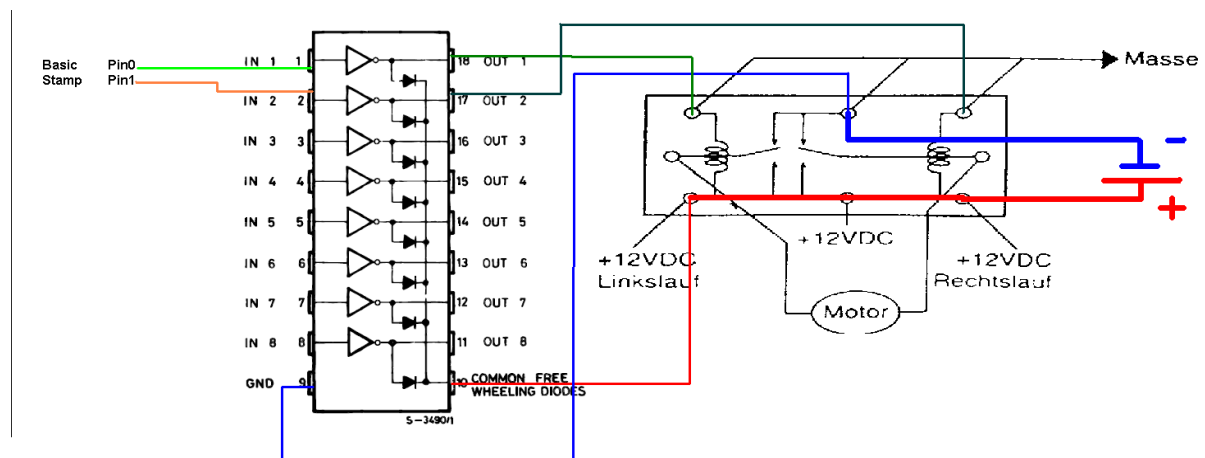 Basic Pin0
Stamp Pin1
IN 1 1
IN 2 2
IN 3 3
IN 4 4
IN 5 5
IN 6 6
IN 7 7
IN 8 8
GND 9
18 OUT 1
17 OUT 2
16 OUT 3
15 OUT 4
14 OUT 5
13 OUT 6
12 OUT 7
11 OUT 8
10 COMMON FREE
WHEELING DIODES
S-3490/1
Masse
-
+
+12VDC
+12VDC
Linkslauf
+12VDC
Rechtslauf
Motor